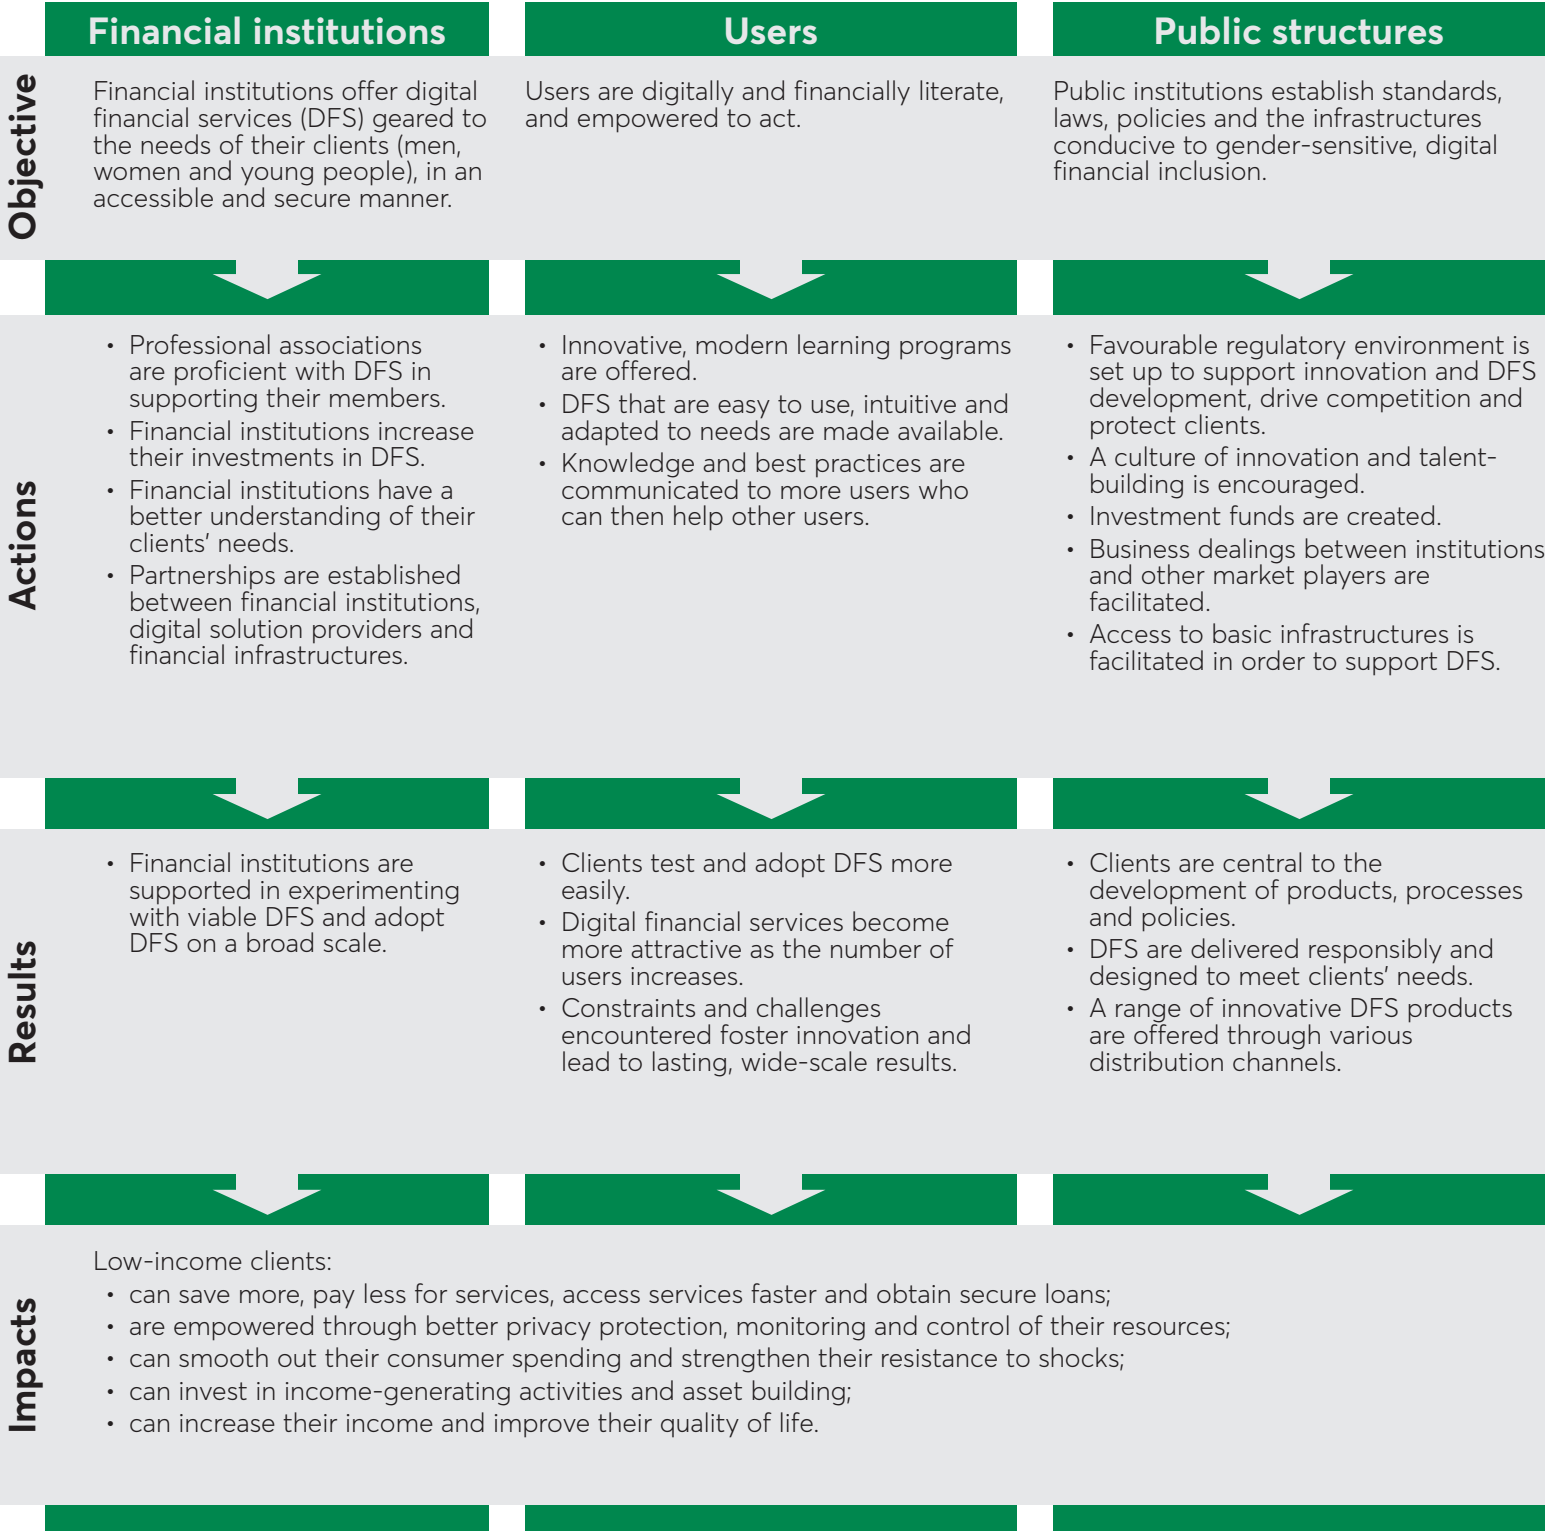 Financial institutions
Users
Public structures
Objective
Financial institutions offer digital
financial services (DFS) geared to
the needs of their clients (men,
women and young people), in an
accessible and secure manner.
Users are digitally and financially literate,
and empowered to act.
Public institutions establish standards,
laws, policies and the infrastructures
conducive to gender-sensitive, digital
financial inclusion.
Actions
• Professional associations
are proficient with DFS in
supporting their members.
• Financial institutions increase
their investments in DFS.
• Financial institutions have a
better understanding of their
clients' needs.
• Partnerships are established
between financial institutions,
digital solution providers and
financial infrastructures.
• Innovative, modern learning programs
are offered.
• DFS that are easy to use, intuitive and
adapted to needs are made available.
• Knowledge and best practices are
communicated to more users who
can then help other users.
• Favourable regulatory environment is
set up to support innovation and DFS
development, drive competition and
protect clients.
• A culture of innovation and talent-
building is encouraged.
• Investment funds are created.
• Business dealings between institutions
and other market players are
facilitated.
• Access to basic infrastructures is
facilitated in order to support DFS.
Results
• Financial institutions are
supported in experimenting
with viable DFS and adopt
DFS on a broad scale.
• Clients test and adopt DFS more
easily.
• Digital financial services become
more attractive as the number of
users increases.
• Constraints and challenges
encountered foster innovation and
lead to lasting, wide-scale results.
• Clients are central to the
development of products, processes
and policies.
• DFS are delivered responsibly and
designed to meet clients' needs.
• A range of innovative DFS products
are offered through various
distribution channels.
Impacts
Low-income clients:
• can save more, pay less for services, access services faster and obtain secure loans;
• are empowered through better privacy protection, monitoring and control of their resources;
• can smooth out their consumer spending and strengthen their resistance to shocks;
• can invest in income-generating activities and asset building;
• can increase their income and improve their quality of life.